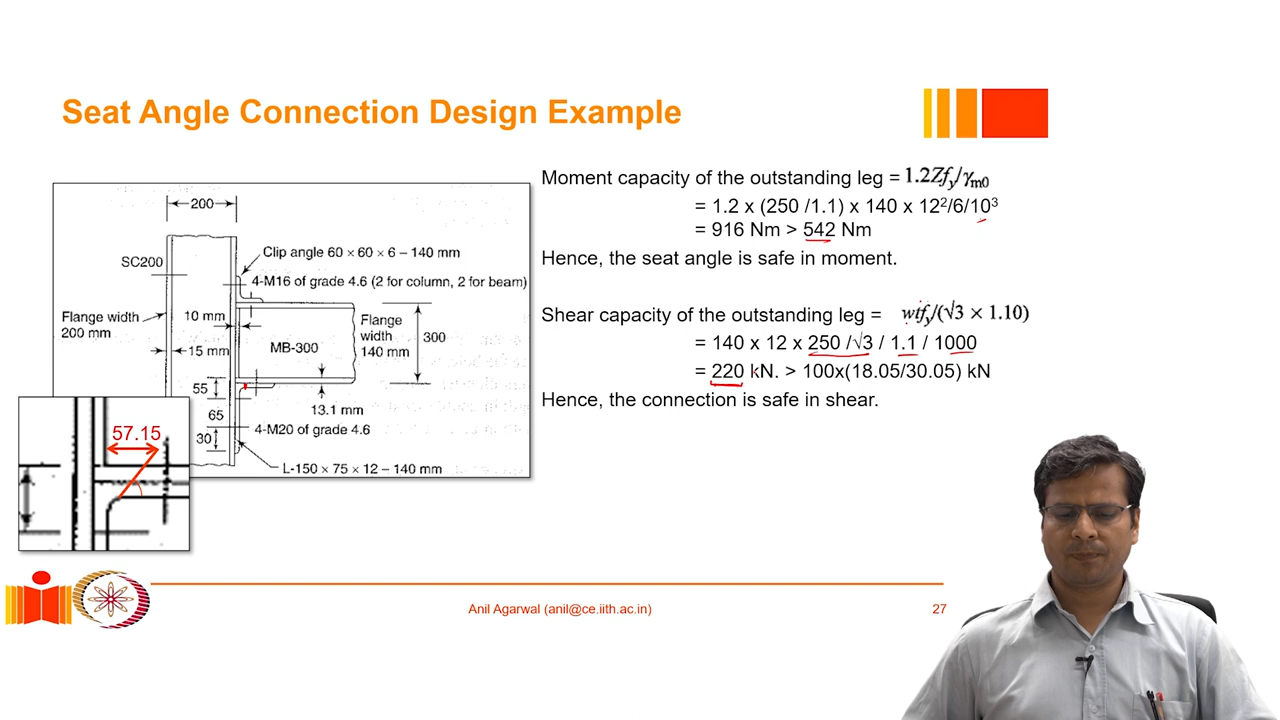 Seat Angle Connection Design Example
Moment capacity of the outstanding leg = 1.2Zfy/γm0
= 1.2 x (250 /1.1) x 140 x 12²/6/10³
= 916 Nm > 542 Nm
Hence, the seat angle is safe in moment.
Shear capacity of the outstanding leg = wtfy/(√3 × 1.10)
= 140 x 12 x 250 /√3 / 1.1 / 1000
= 220 kN. > 100x(18.05/30.05) kN
Hence, the connection is safe in shear.
200
SC200
Clip angle 60 × 60 × 6 – 140 mm
4-M16 of grade 4.6 (2 for column, 2 for beam)
Flange width
200 mm
10 mm
15 mm
Flange
width
140 mm
300
MB-300
55
13.1 mm
65
4-M20 of grade 4.6
30
L-150 × 75 × 12 – 140 mm
57.15
Anil Agarwal (anil@ce.iith.ac.in)
27